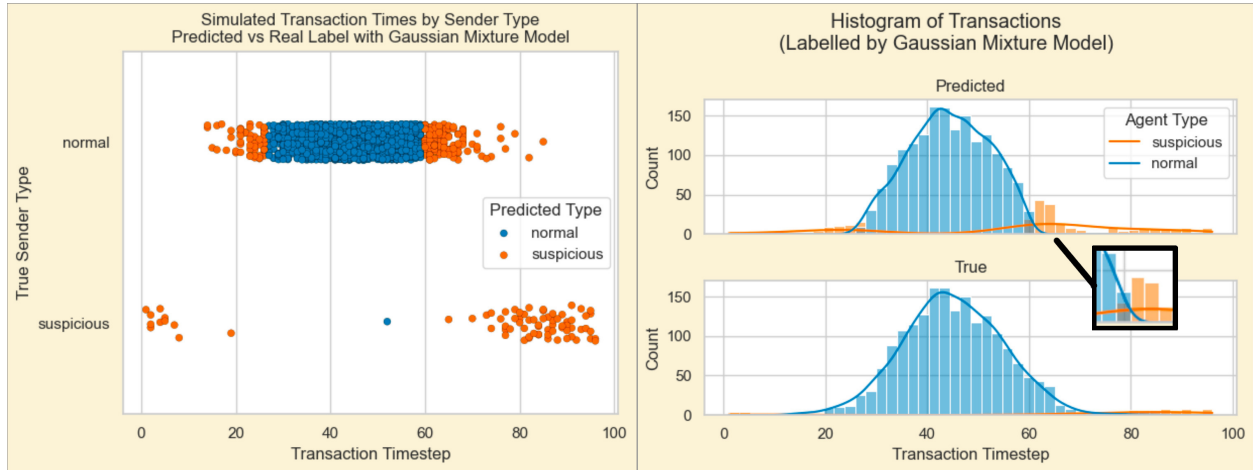 Simulated Transaction Times by Sender Type
Predicted vs Real Label with Gaussian Mixture Model
True Sender Type
normal
suspicious
Predicted Type
normal
suspicious
0 20 40 60 80 100
Transaction Timestep
Histogram of Transactions
(Labelled by Gaussian Mixture Model)
Predicted
Count
150
100
50
0
Agent Type
suspicious
normal
True
Count
150
100
50
0
0 20 40 60 80 100
Transaction Timestep